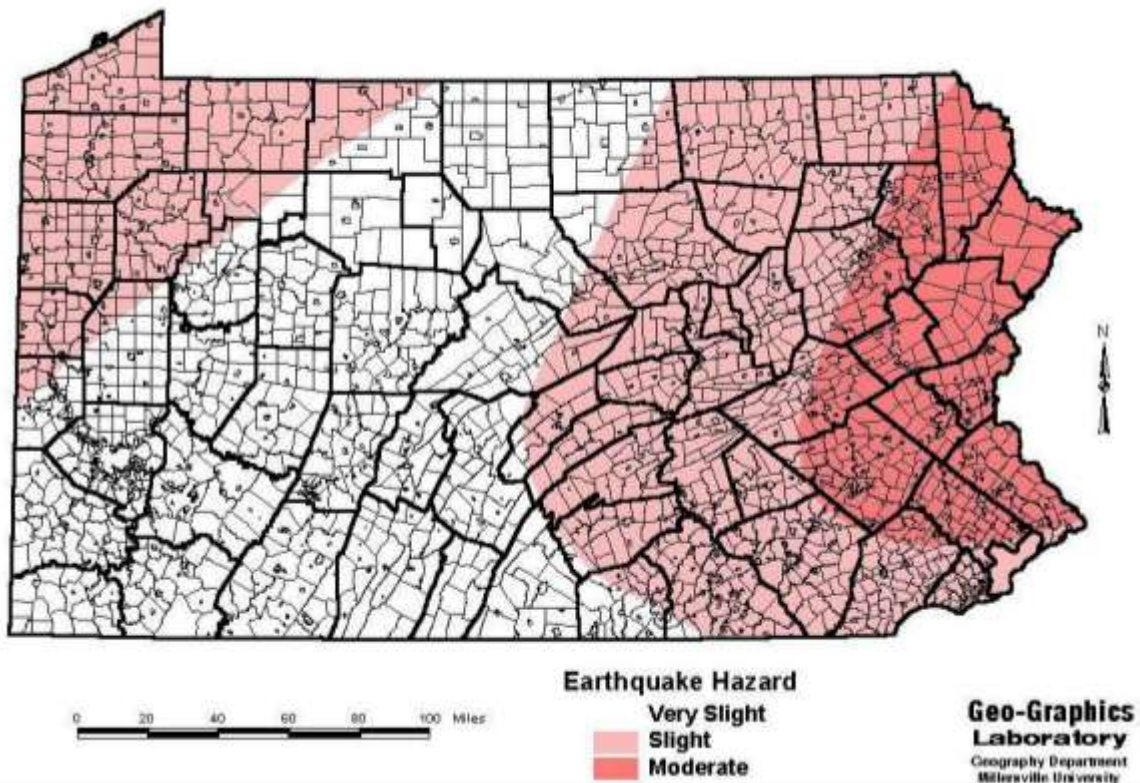 N
Earthquake Hazard
Very Slight
Slight
Moderate
0 20 40 60 80 100 Miles
Geo-Graphics
Laboratory
Geography Department
Millersville University